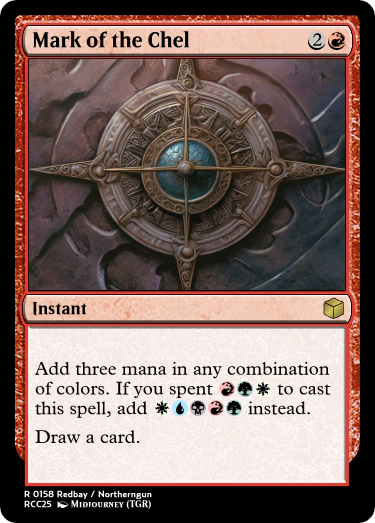 Mark of the Chel 2
Instant
Add three mana in any combination
of colors. If you spent to cast
this spell, add instead.
Draw a card.
R 0158 Redbay / Northerngun
RCC25 Midjourney (TGR)